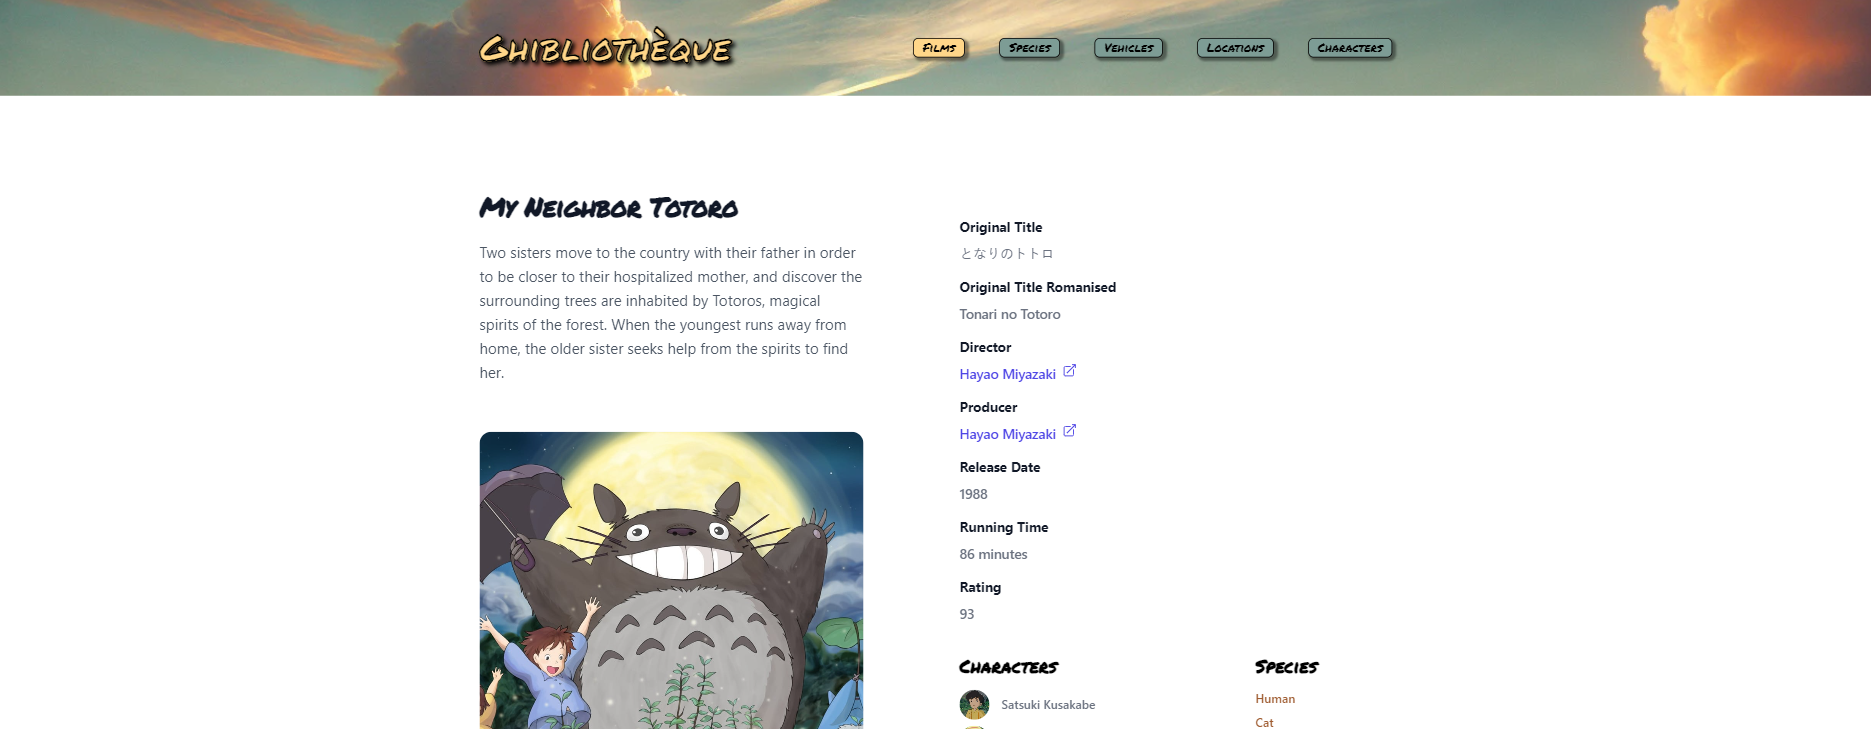 Ghibliothèque
Films
Species
Vehicles
Locations
Characters
My Neighbor Totoro
Two sisters move to the country with their father in order
to be closer to their hospitalized mother, and discover the
surrounding trees are inhabited by Totoros, magical
spirits of the forest. When the youngest runs away from
home, the older sister seeks help from the spirits to find
her.
Original Title
となりのトトロ
Original Title Romanised
Tonari no Totoro
Director
Hayao Miyazaki
Producer
Hayao Miyazaki
Release Date
1988
Running Time
86 minutes
Rating
93
Characters
Satsuki Kusakabe
Species
Human
Cat